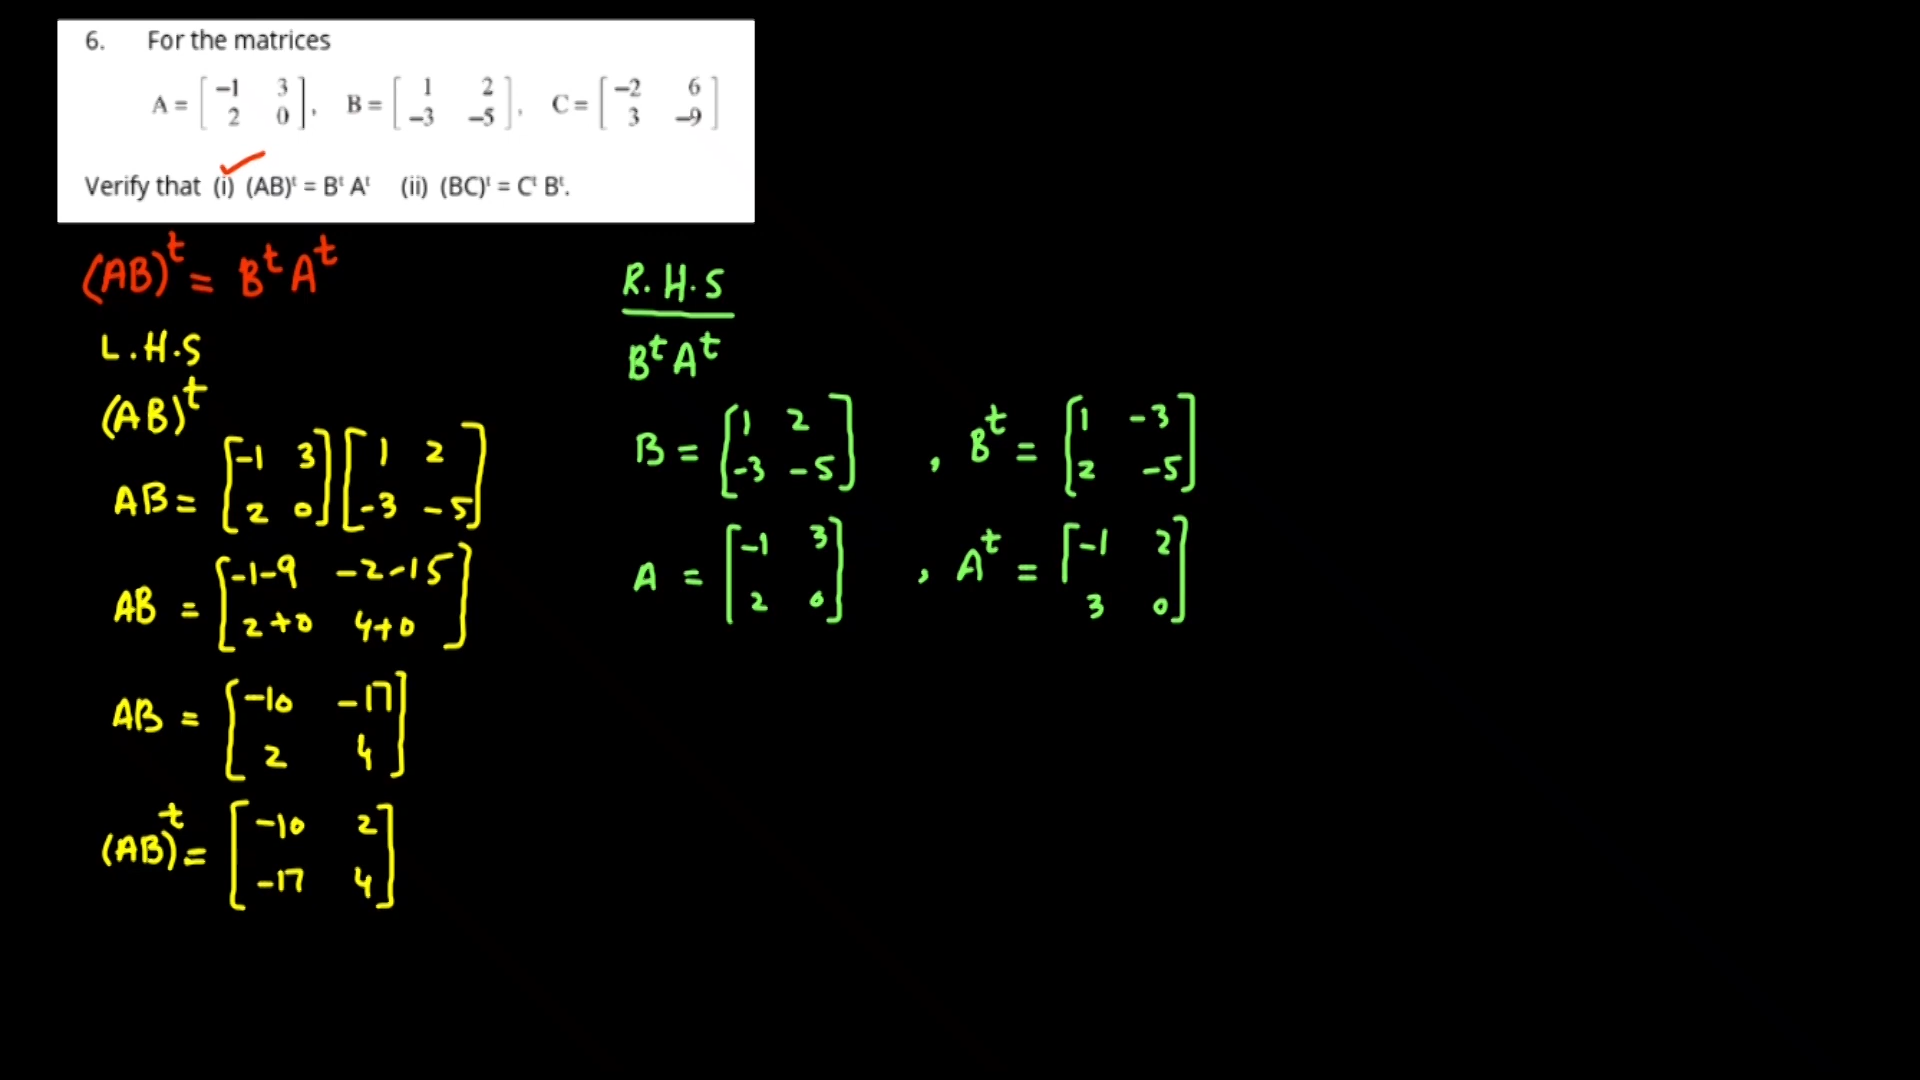 6. For the matrices
A = [ -1 3 ; 2 0 ], B = [ 1 2 ; -3 -5 ], C = [ -2 6 ; 3 -9 ]
Verify that (i) (AB)ᵗ = Bᵗ Aᵗ (ii) (BC)ᵗ = Cᵗ Bᵗ.
(AB)ᵗ = BᵗAᵗ
L.H.S
(AB)ᵗ
AB = [ -1 3 ; 2 0 ] [ 1 2 ; -3 -5 ]
AB = [ -1-9 -2-15 ; 2+0 4+0 ]
AB = [ -10 -17 ; 2 4 ]
(AB)ᵗ = [ -10 2 ; -17 4 ]
R.H.S
BᵗAᵗ
B = [ 1 2 ; -3 -5 ] , Bᵗ = [ 1 -3 ; 2 -5 ]
A = [ -1 3 ; 2 0 ] , Aᵗ = [ -1 2 ; 3 0 ]